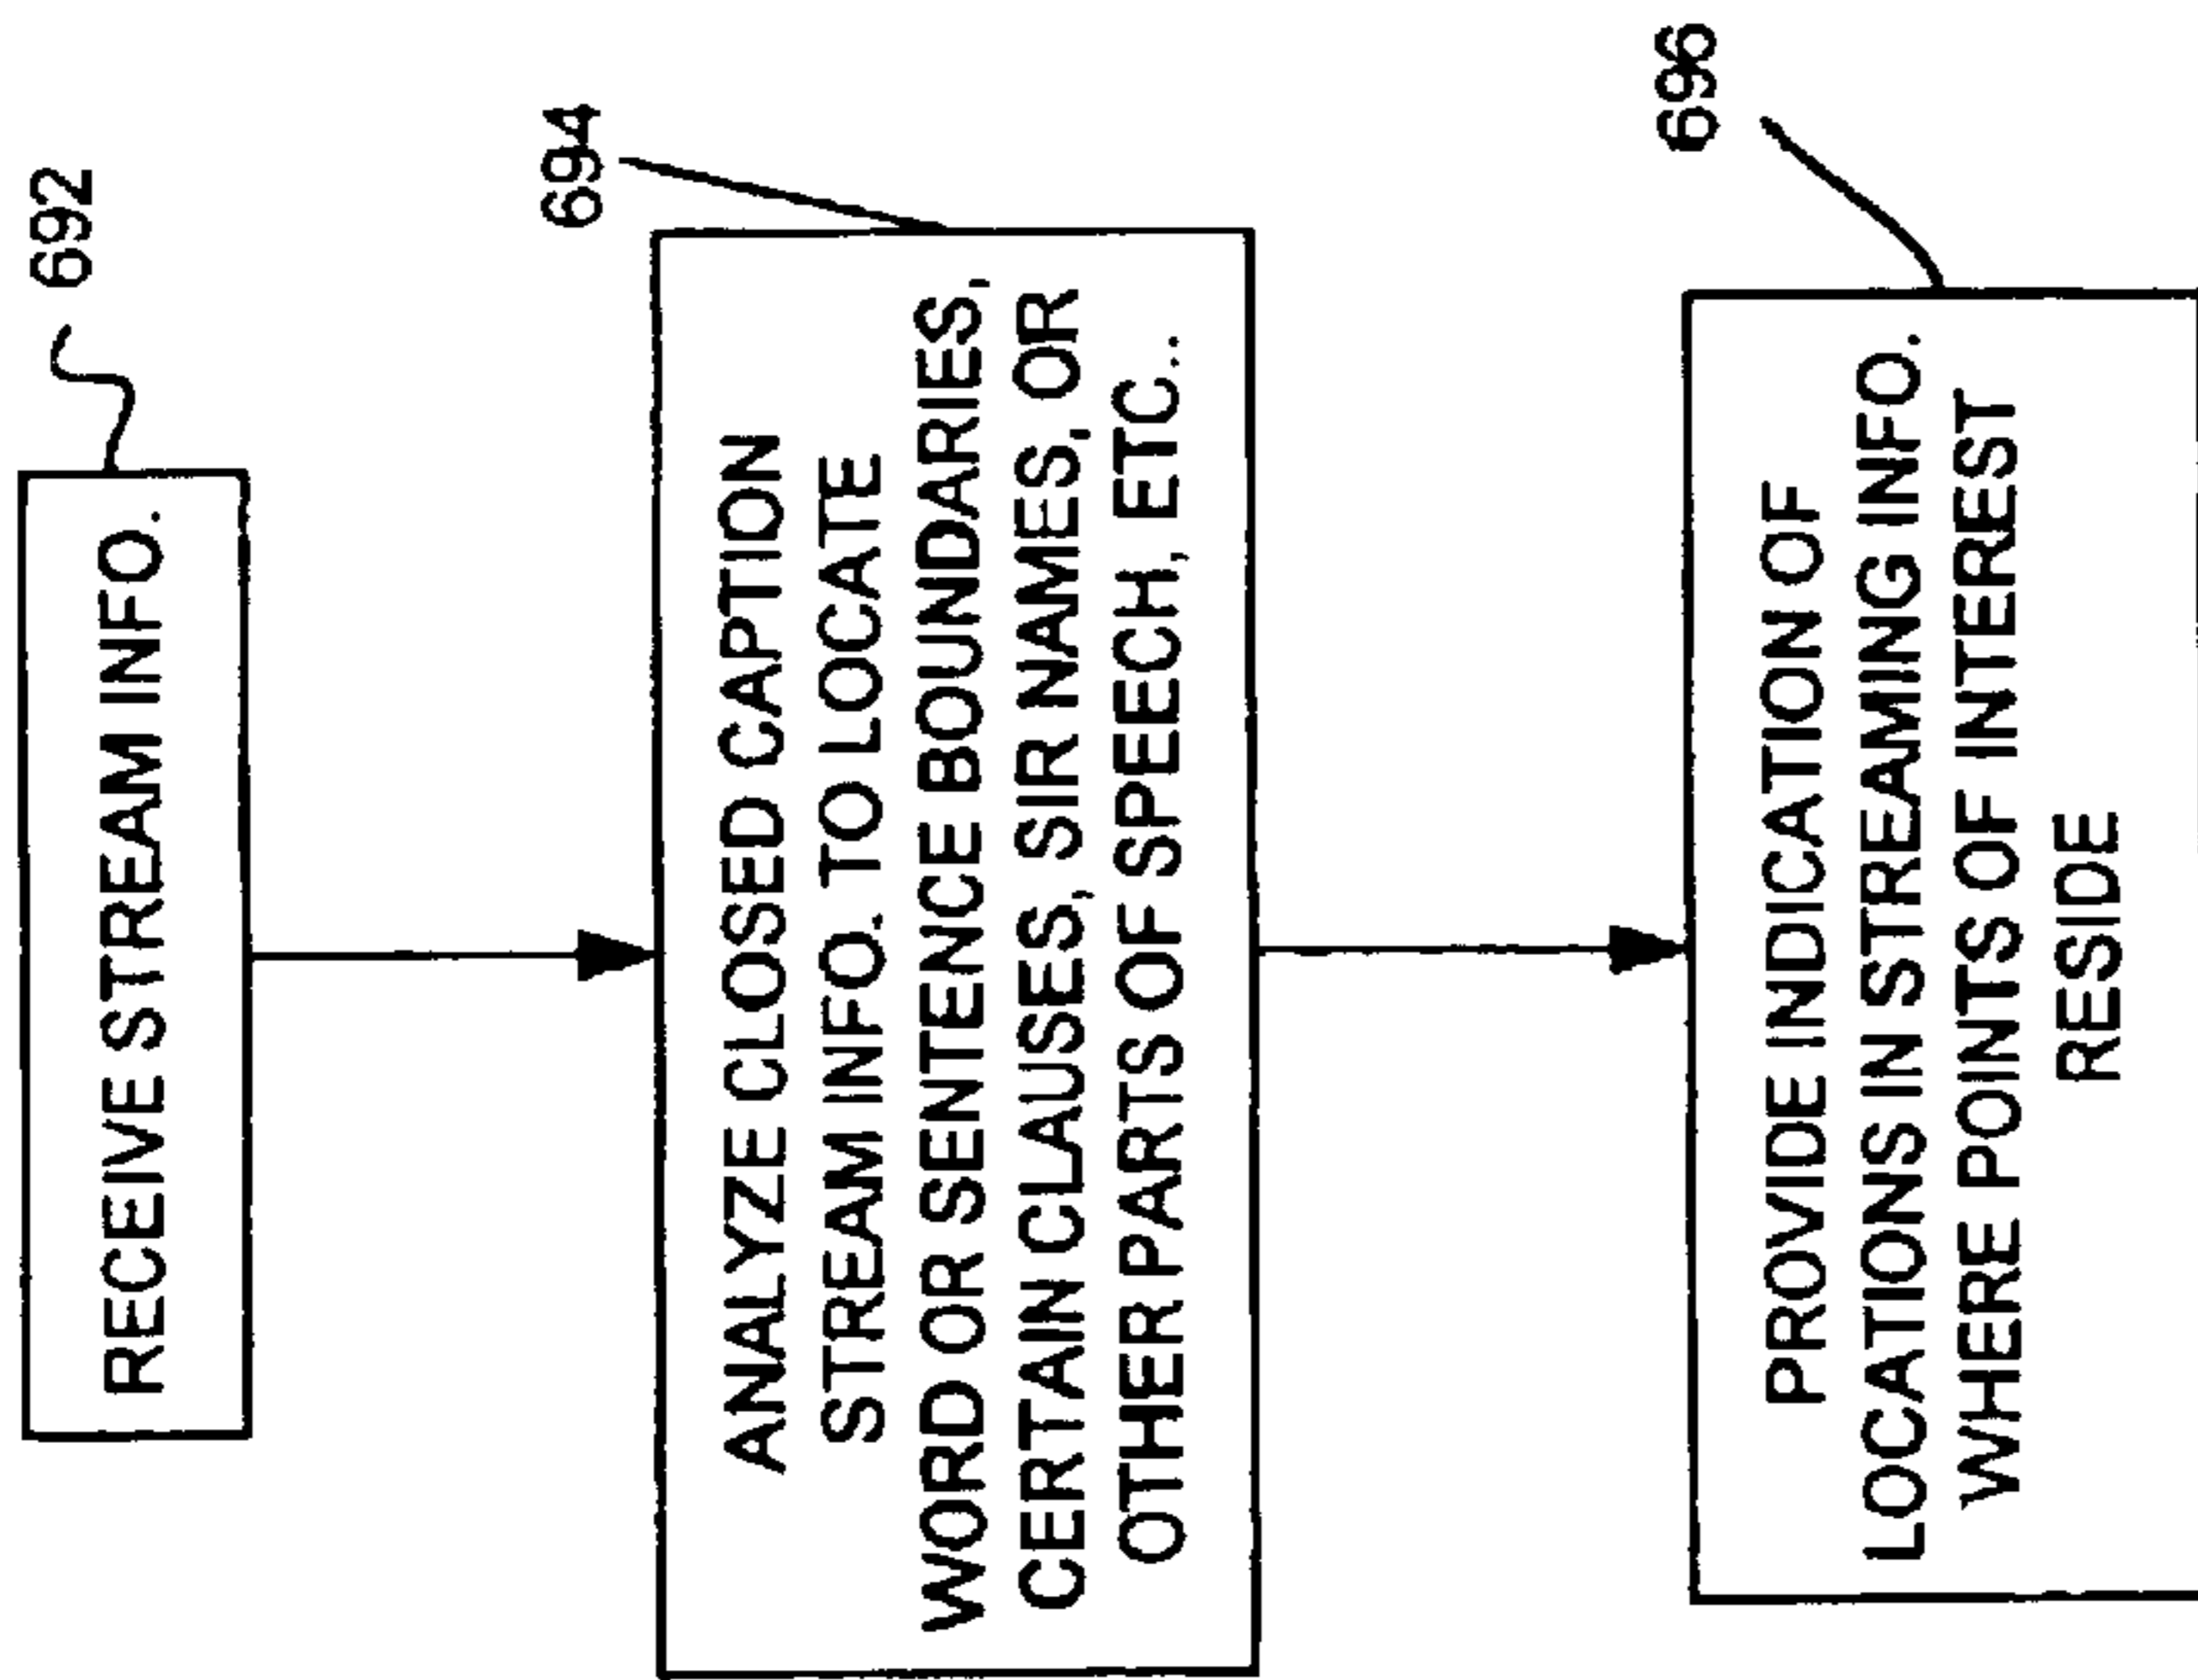 692
RECEIVE STREAM INFO.
694
ANALYZE CLOSED CAPTION
STREAM INFO. TO LOCATE
WORD OR SENTENCE BOUNDARIES,
CERTAIN CLAUSES, SIR NAMES, OR
OTHER PARTS OF SPEECH, ETC..
696
PROVIDE INDICATION OF
LOCATIONS IN STREAMING INFO.
WHERE POINTS OF INTEREST
RESIDE